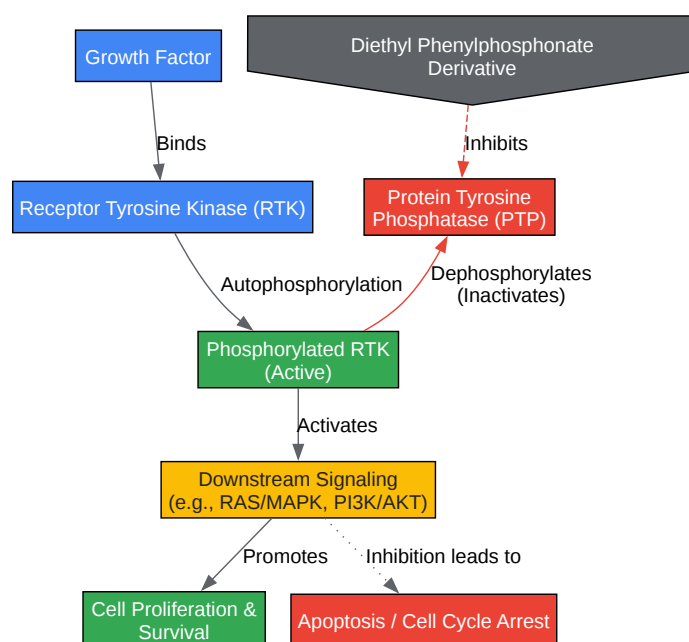 Growth Factor
Diethyl Phenylphosphonate
Derivative
Binds
Inhibits
Receptor Tyrosine Kinase (RTK)
Protein Tyrosine
Phosphatase (PTP)
Autophosphorylation
Dephosphorylates
(Inactivates)
Phosphorylated RTK
(Active)
Activates
Downstream Signaling
(e.g., RAS/MAPK, PI3K/AKT)
Promotes
Inhibition leads to
Cell Proliferation &
Survival
Apoptosis / Cell Cycle Arrest